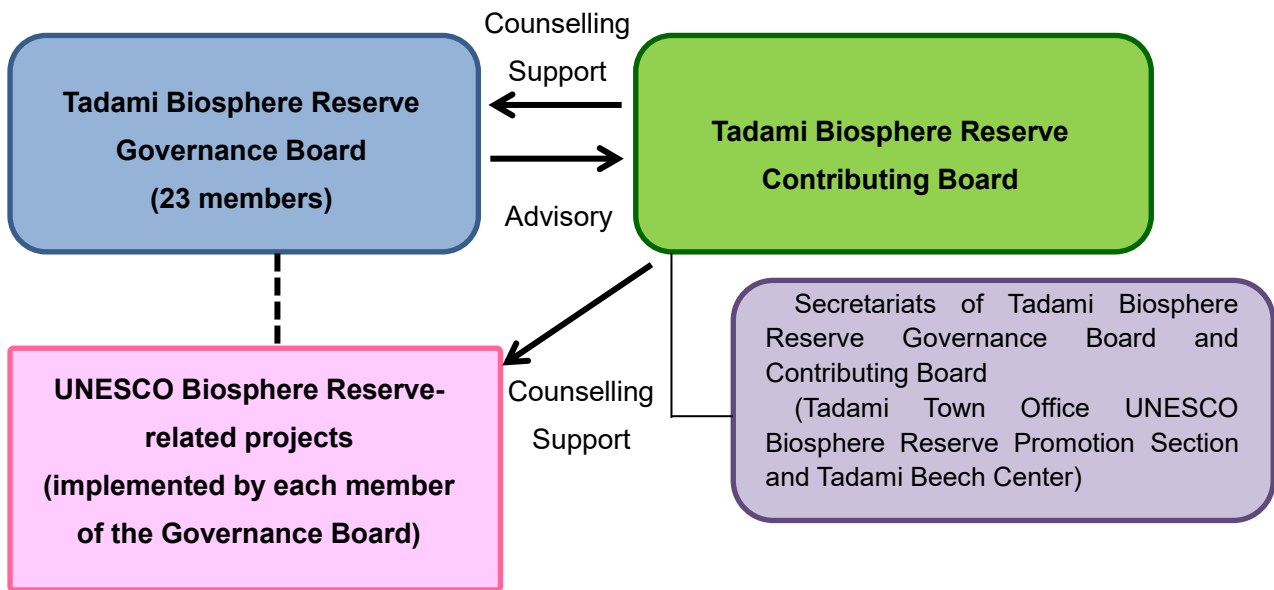 Counselling
Support
Tadami Biosphere Reserve
Governance Board
(23 members)
Advisory
Tadami Biosphere Reserve
Contributing Board
UNESCO Biosphere Reserve-
related projects
(implemented by each member
of the Governance Board)
Counselling
Support
Secretariats of Tadami Biosphere
Reserve Governance Board and
Contributing Board
(Tadami Town Office UNESCO
Biosphere Reserve Promotion Section
and Tadami Beech Center)